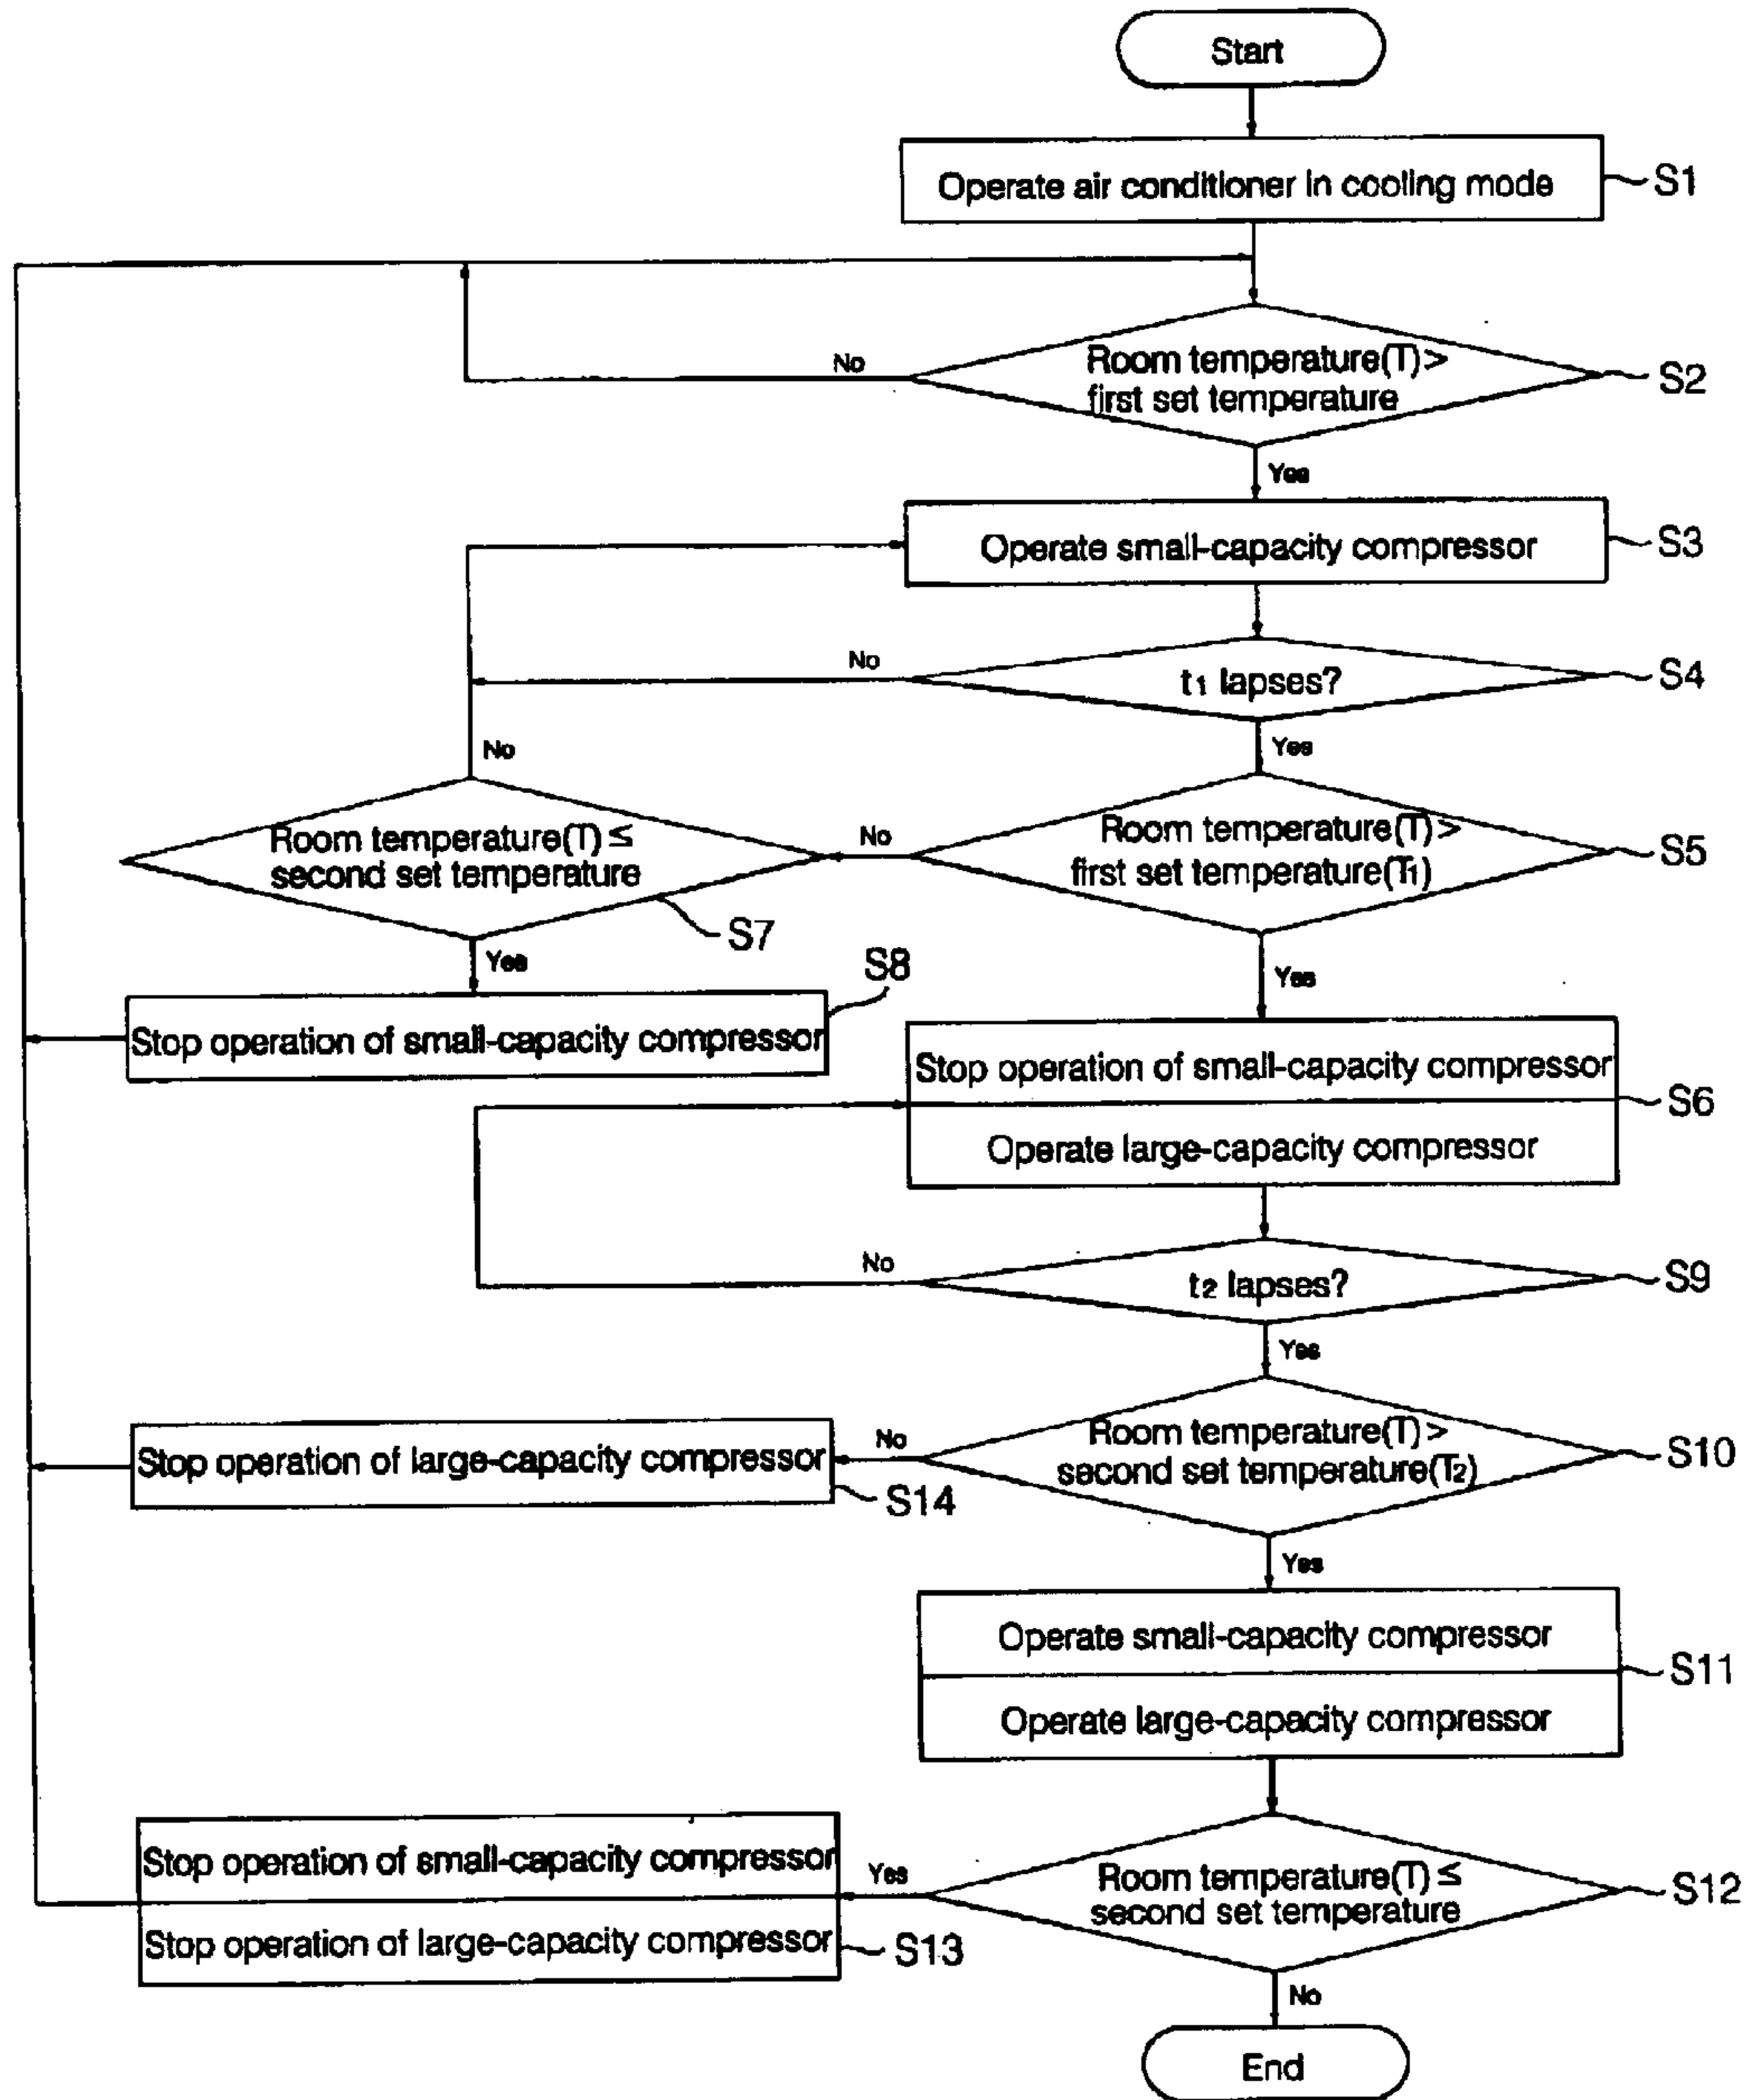 Start
Operate air conditioner in cooling mode
S1
No
Room temperature(T) >
first set temperature
S2
Yes
Operate small-capacity compressor
S3
No
t1 lapses?
S4
No
Yes
Room temperature(T) ≤
second set temperature
S7
No
Room temperature(T) >
first set temperature(T1)
S5
Yes
S8
Yes
Stop operation of small-capacity compressor
Stop operation of small-capacity compressor
Operate large-capacity compressor
S6
No
t2 lapses?
S9
Yes
Stop operation of large-capacity compressor
S14
No
Room temperature(T) >
second set temperature(T2)
S10
Yes
Operate small-capacity compressor
Operate large-capacity compressor
S11
Stop operation of small-capacity compressor
Stop operation of large-capacity compressor
S13
Yes
Room temperature(T) ≤
second set temperature
S12
No
End